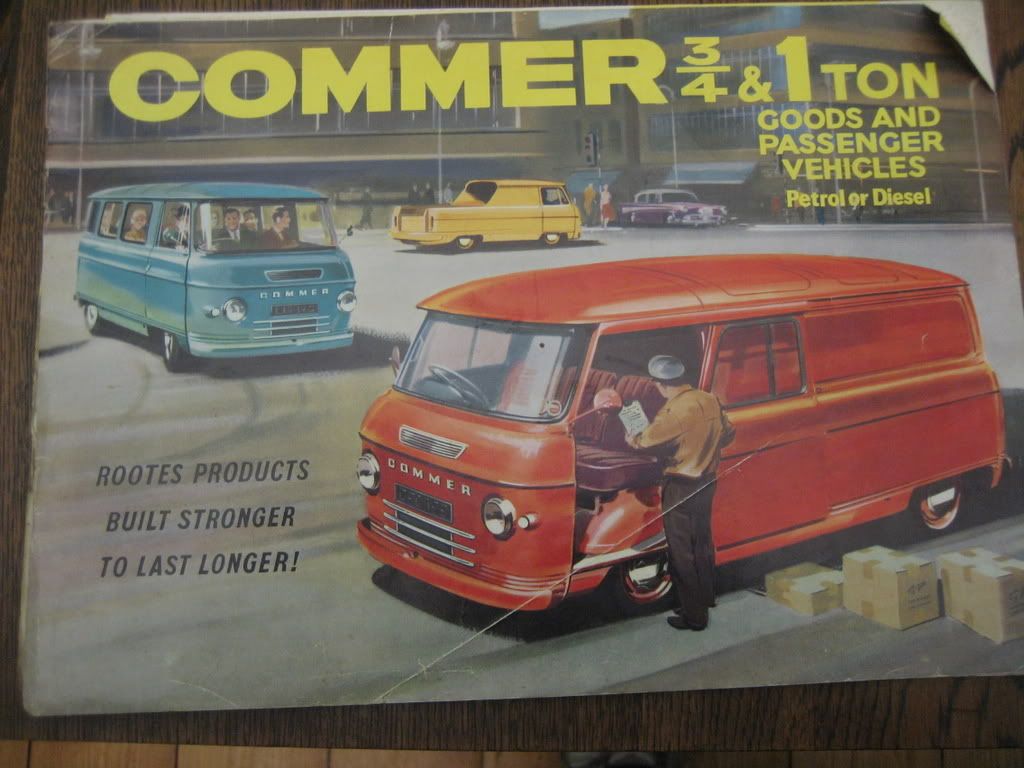 COMMER 3/4 & 1 TON
GOODS AND
PASSENGER
VEHICLES
Petrol or Diesel
COMMER
COMMER
ROOTES PRODUCTS
BUILT STRONGER
TO LAST LONGER!